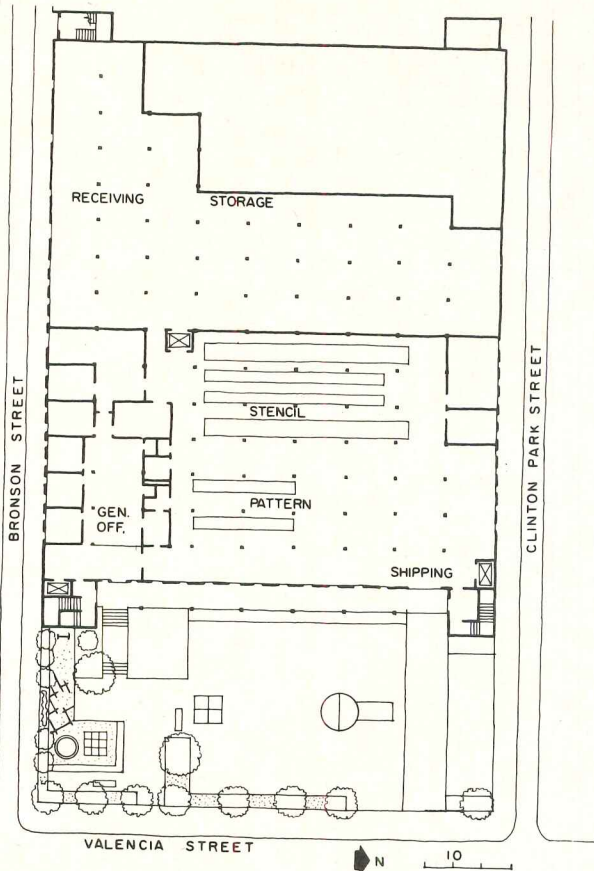 RECEIVING
STORAGE
BRONSON STREET
CLINTON PARK STREET
STENCIL
PATTERN
GEN.
OFF.
SHIPPING
VALENCIA STREET
N
10